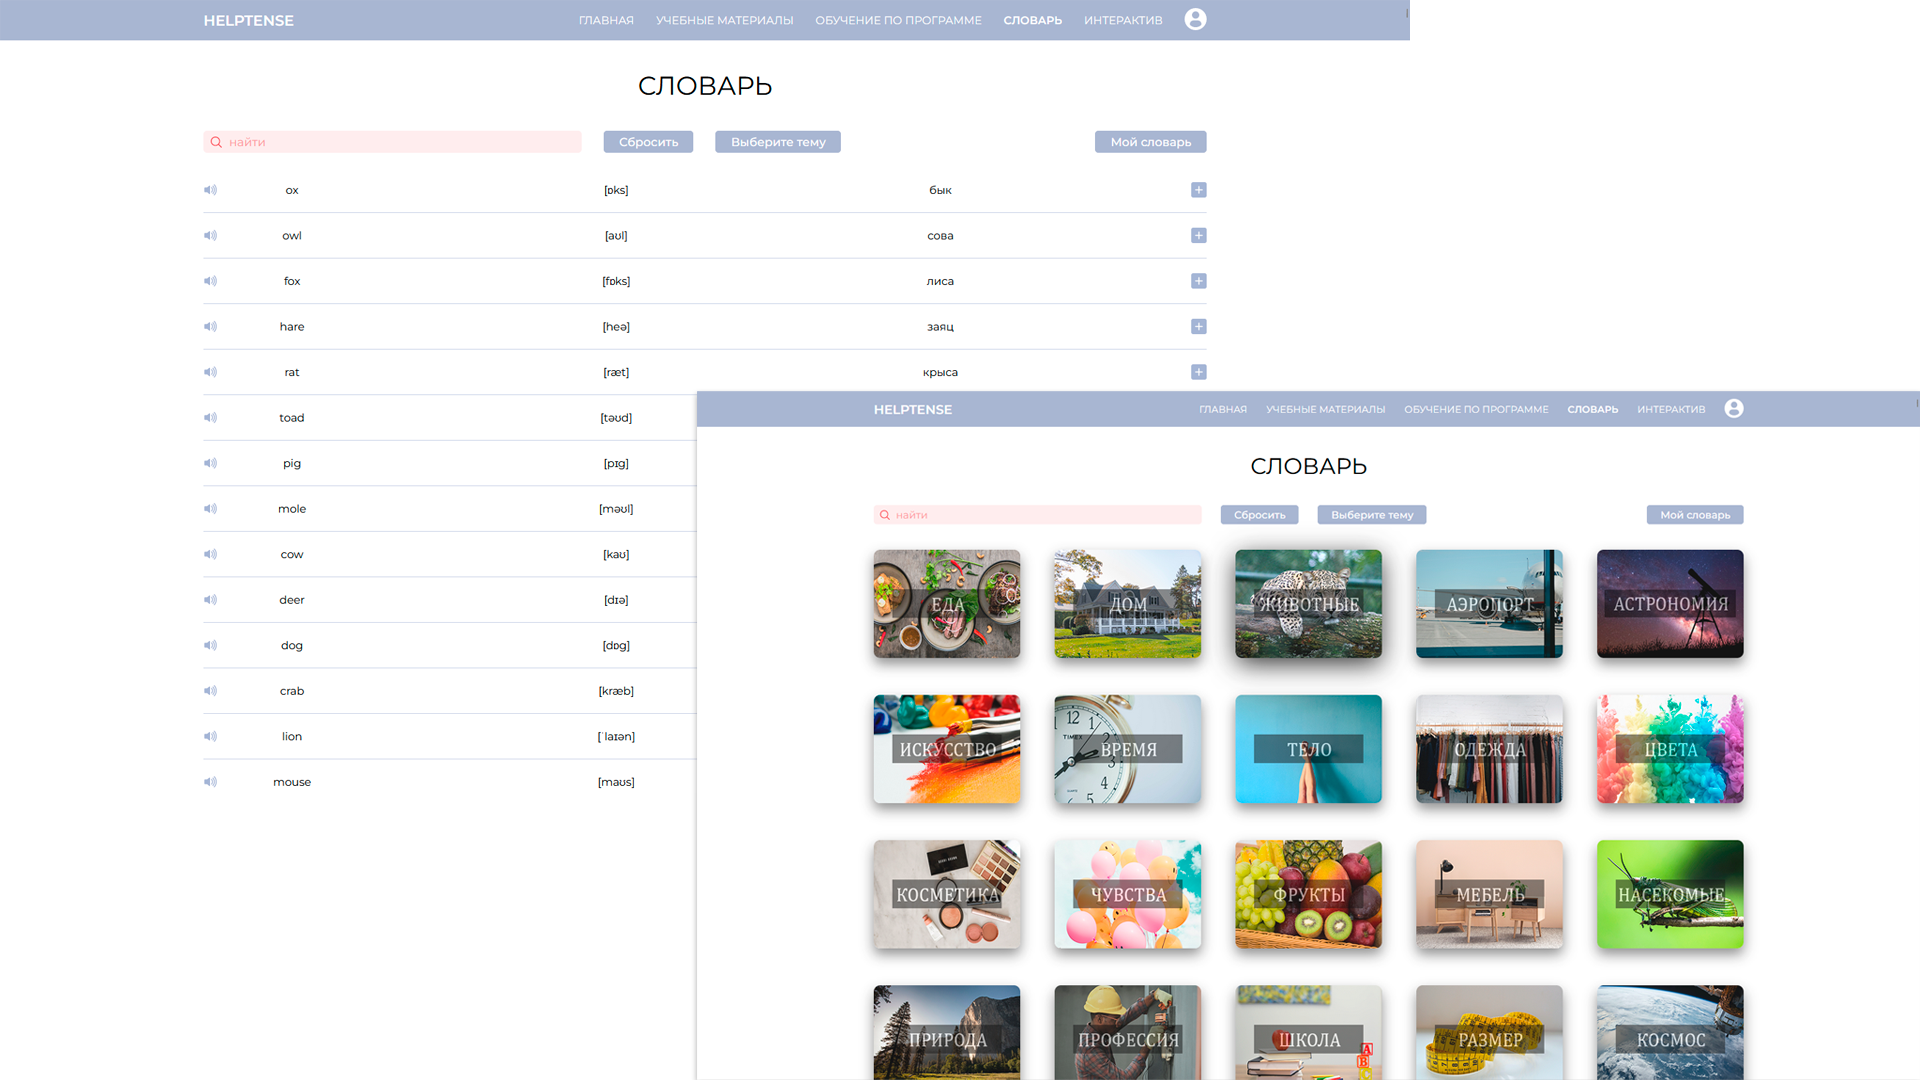 HELPTENSE ГЛАВНАЯ УЧЕБНЫЕ МАТЕРИАЛЫ ОБУЧЕНИЕ ПО ПРОГРАММЕ СЛОВАРЬ ИНТЕРАКТИВ
СЛОВАРЬ
найти Сбросить Выберите тему Мой словарь
ox [ɒks] бык
owl [aʊl] сова
fox [fɒks] лиса
hare [heə] заяц
rat [ræt] крыса
toad [təʊd]
pig [pɪg]
mole [məʊl]
cow [kaʊ]
deer [dɪə]
dog [dɒg]
crab [kræb]
lion [ˈlaɪən]
mouse [maʊs]
HELPTENSE ГЛАВНАЯ УЧЕБНЫЕ МАТЕРИАЛЫ ОБУЧЕНИЕ ПО ПРОГРАММЕ СЛОВАРЬ ИНТЕРАКТИВ
СЛОВАРЬ
найти Сбросить Выберите тему Мой словарь
ЕДА ДОМ ЖИВОТНЫЕ АЭРОПОРТ АСТРОНОМИЯ
ИСКУССТВО ВРЕМЯ ТЕЛО ОДЕЖДА ЦВЕТА
КОСМЕТИКА ЧУВСТВА ФРУКТЫ МЕБЕЛЬ НАСЕКОМЫЕ
ПРИРОДА ПРОФЕССИЯ ШКОЛА РАЗМЕР КОСМОС